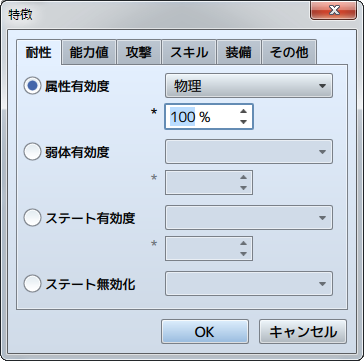 特徴
耐性 能力値 攻撃 スキル 装備 その他
属性有効度 物理
* 100 %
弱体有効度
*
ステート有効度
*
ステート無効化
OK キャンセル